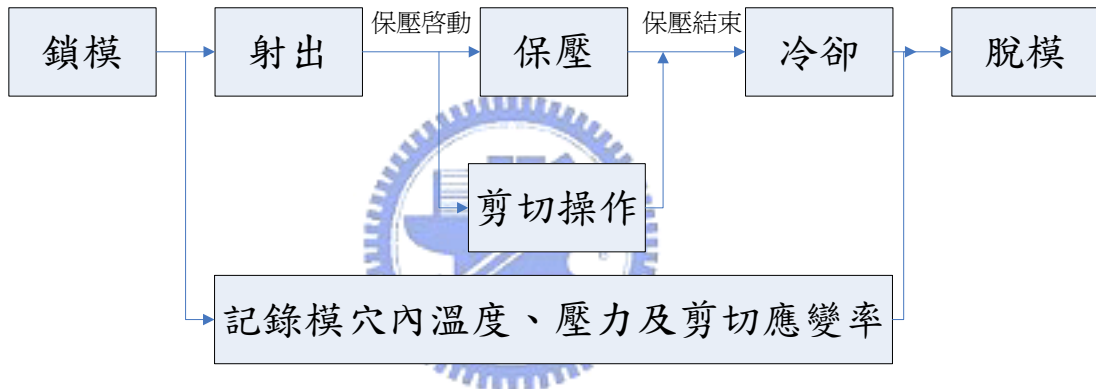 保壓啓動
保壓結束
鎖模
射出
保壓
冷卻
脫模
剪切操作
記錄模穴內溫度、壓力及剪切應變率